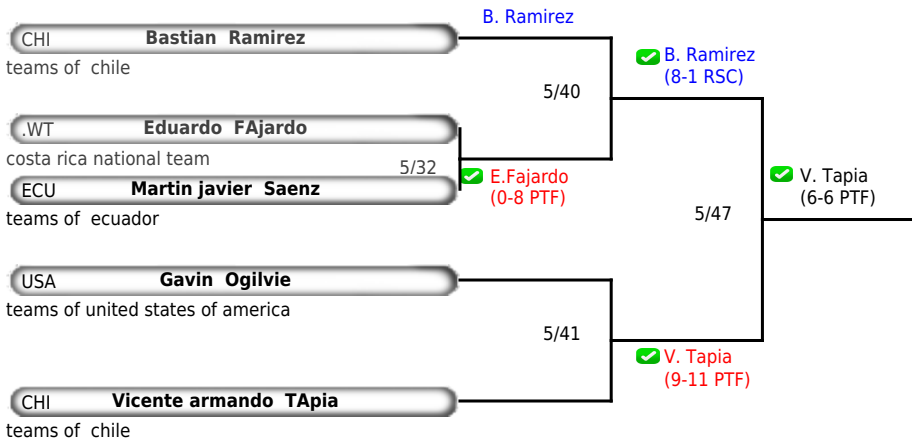 B. Ramirez
CHI Bastian Ramirez
teams of chile
B. Ramirez
(8-1 RSC)
5/40
.WT Eduardo FAjardo
costa rica national team
5/32
E.Fajardo
(0-8 PTF)
ECU Martin javier Saenz
teams of ecuador
V. Tapia
(6-6 PTF)
5/47
USA Gavin Ogilvie
teams of united states of america
5/41
V. Tapia
(9-11 PTF)
CHI Vicente armando TApia
teams of chile